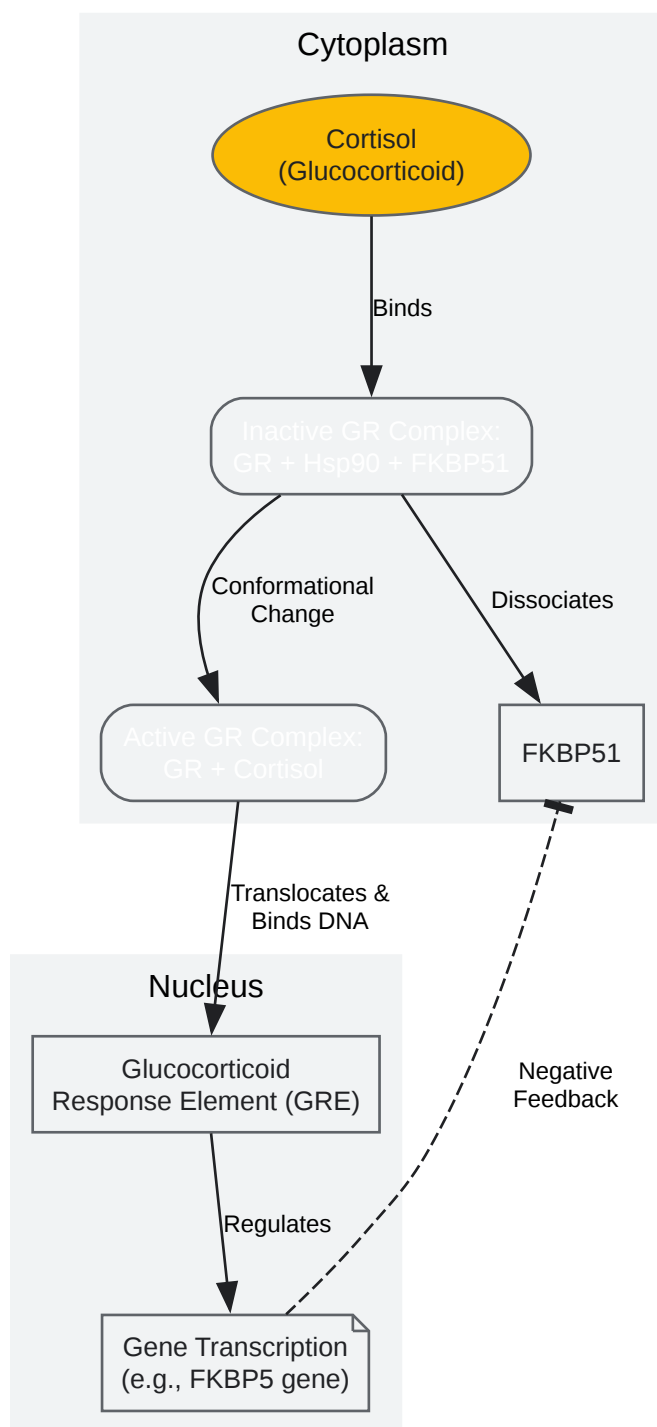 Cytoplasm
Cortisol
(Glucocorticoid)
Binds
Inactive GR Complex:
GR + Hsp90 + FKBP51
Conformational
Change
Dissociates
Active GR Complex:
GR + Cortisol
FKBP51
Translocates &
Binds DNA
Nucleus
Glucocorticoid
Response Element (GRE)
Negative
Feedback
Regulates
Gene Transcription
(e.g., FKBP5 gene)